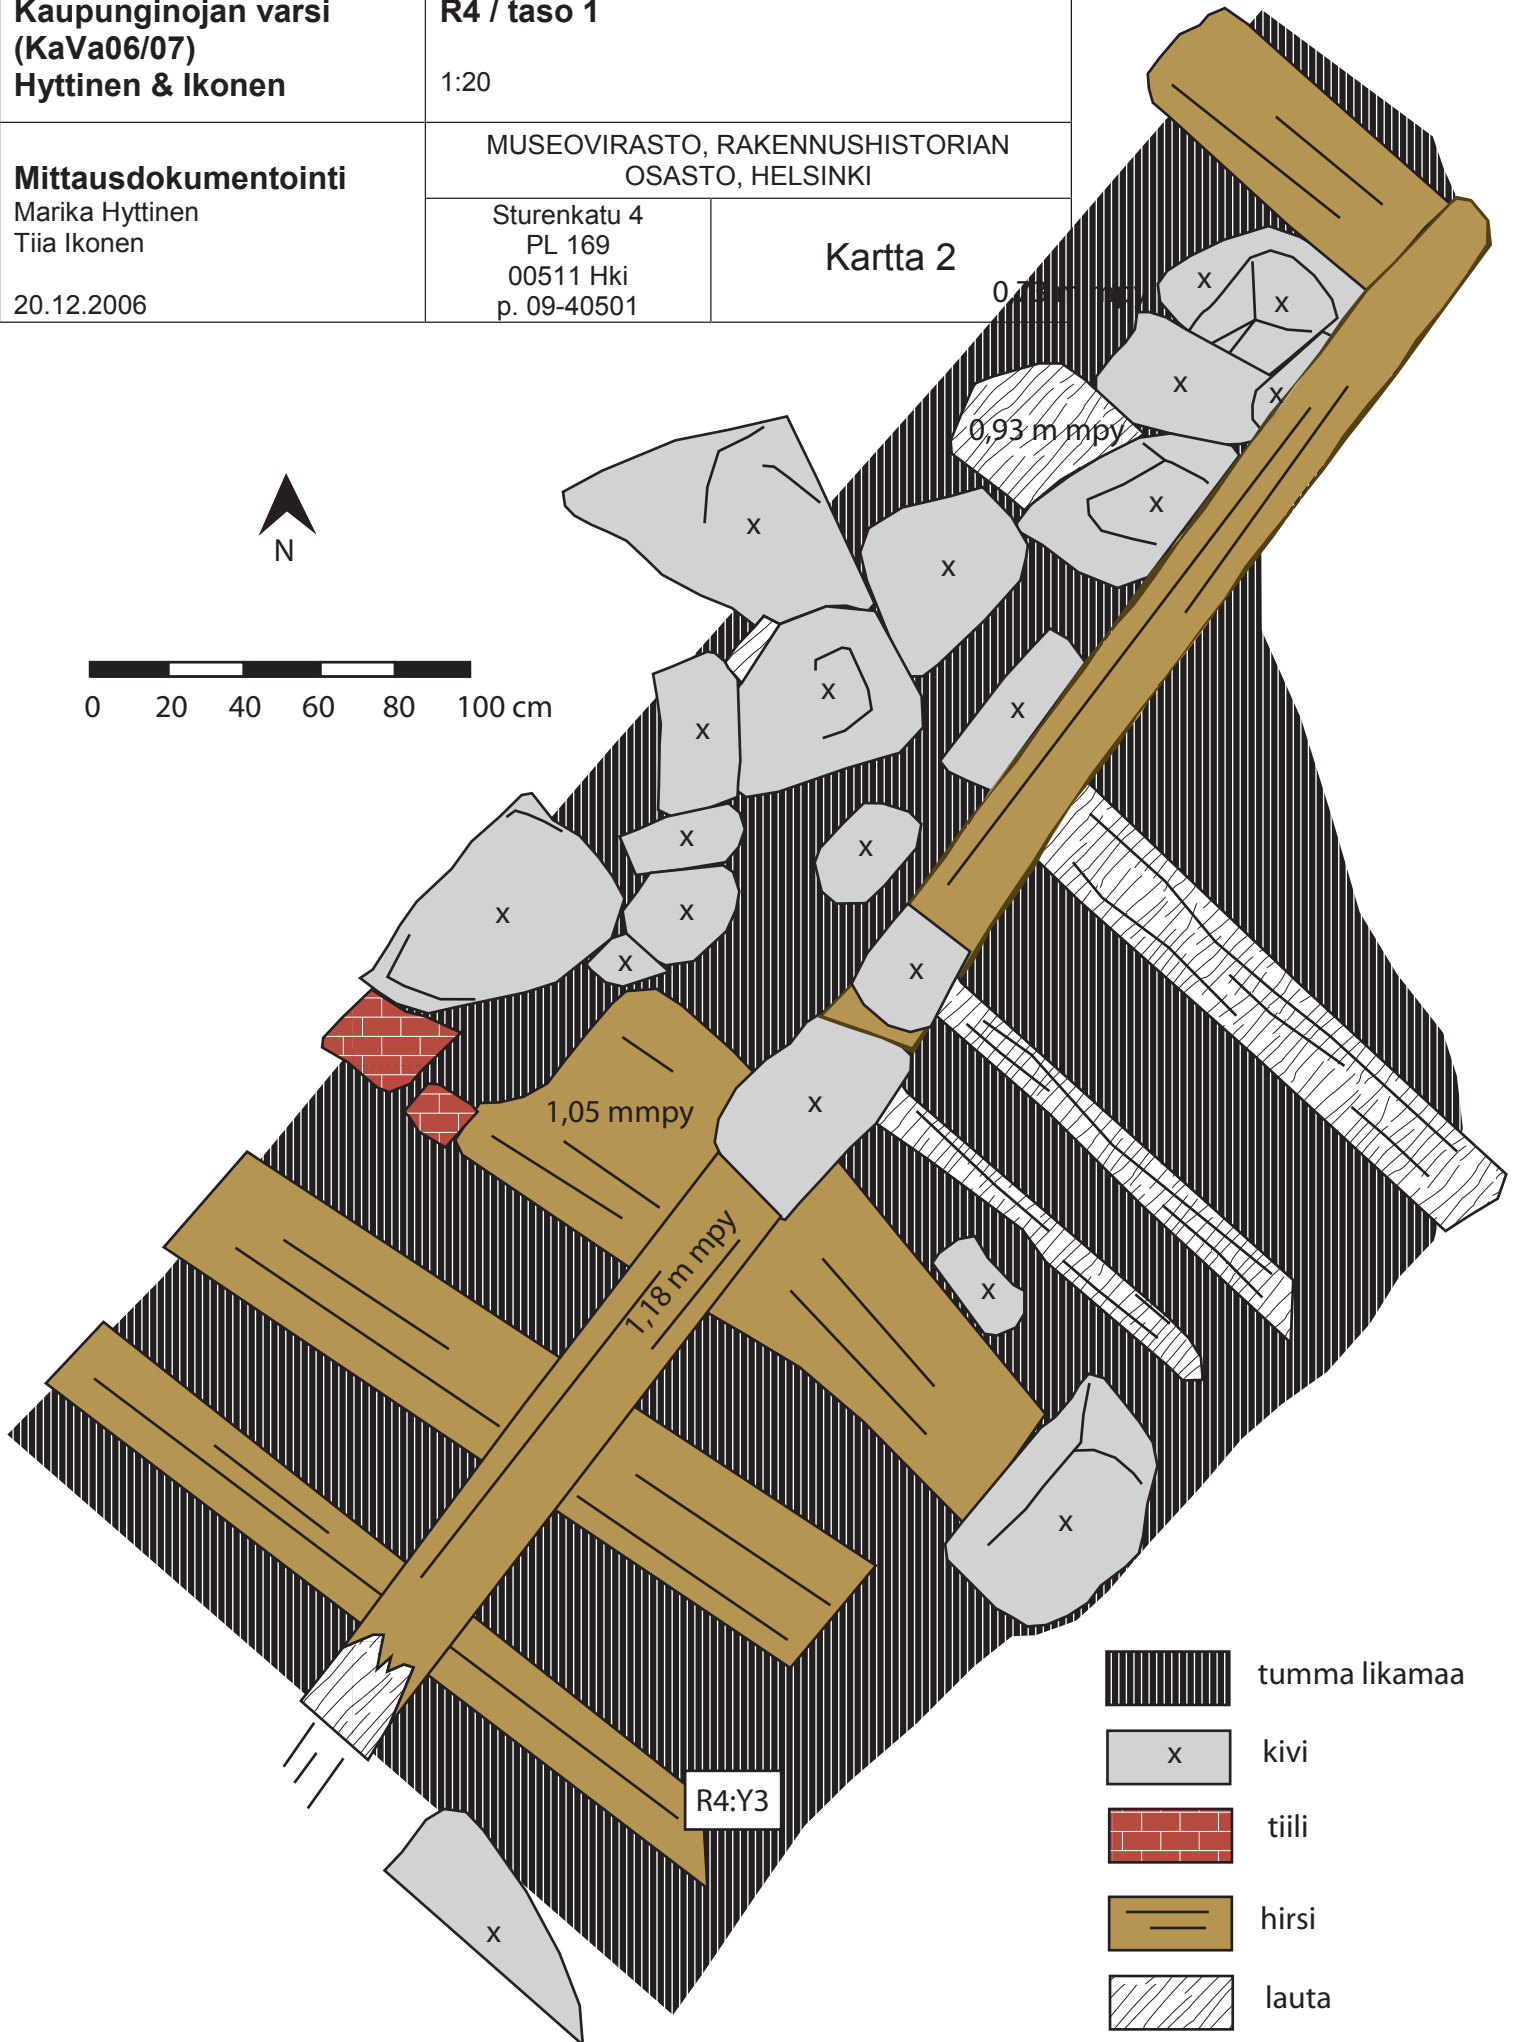 Kaupunginojan varsi
(KaVa06/07)
Hyttinen & Ikonen
R4 / taso 1
1:20
Mittausdokumentointi
Marika Hyttinen
Tiia Ikonen
20.12.2006
MUSEOVIRASTO, RAKENNUSHISTORIAN
OSASTO, HELSINKI
Sturenkatu 4
PL 169
00511 Hki
p. 09-40501
Kartta 2
0,73 m mpy
x
x
x
x
0,93 m mpy
x
x
x
N
x
x
x
0 20 40 60 80 100 cm
x
x
x
x
x
x
x
1,05 mmpy
x
1,18 m mpy
x
x
R4:Y3
x
tumma likamaa
x kivi
tiili
hirsi
lauta